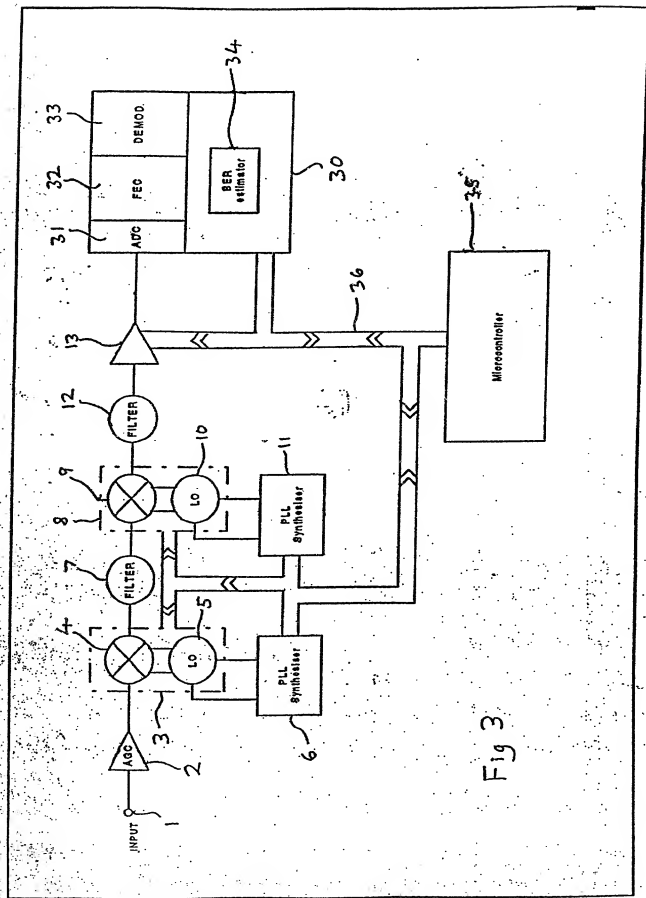 INPUT
1
AGC
2
3
4
LO
5
PLL
Synthesiser
6
FILTER
7
8
9
LO
10
PLL
Synthesiser
11
FILTER
12
13
ADC
31
FEC
32
DEMOD.
33
BER
estimator
34
30
36
Microcontroller
35
Fig 3